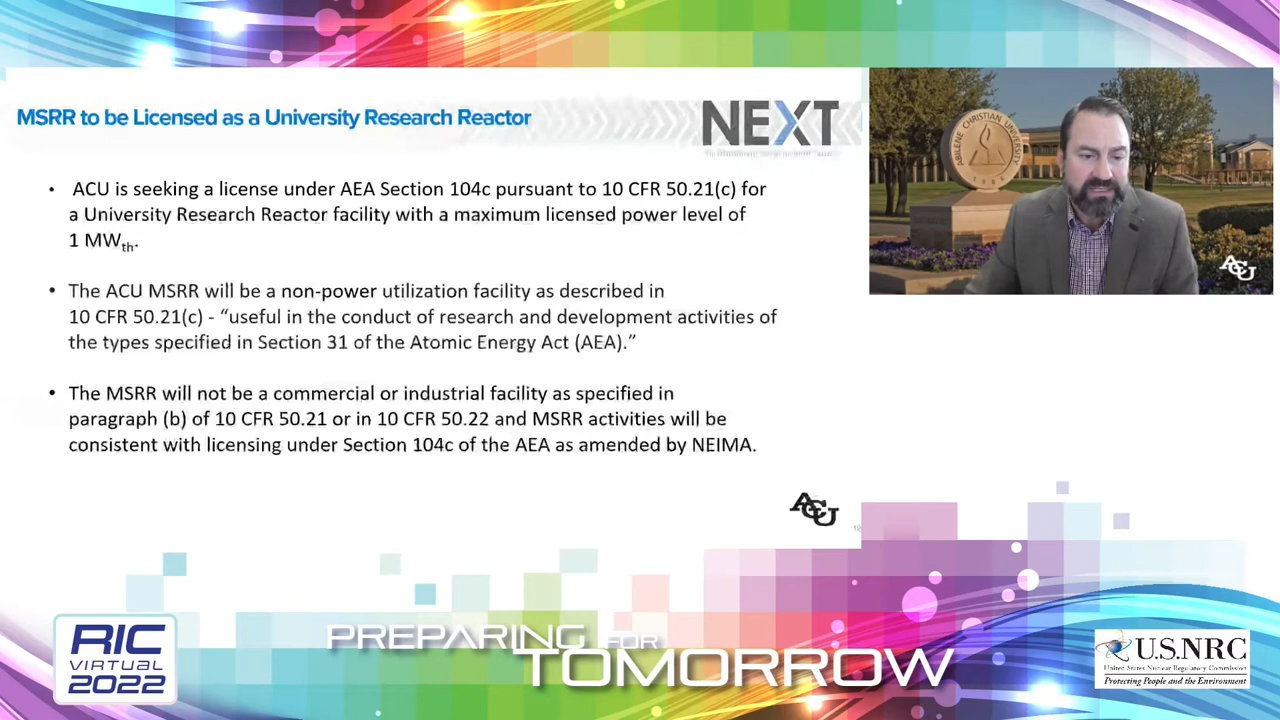 MSRR to be Licensed as a University Research Reactor
NEXT
• ACU is seeking a license under AEA Section 104c pursuant to 10 CFR 50.21(c) for
a University Research Reactor facility with a maximum licensed power level of
1 MWth.
• The ACU MSRR will be a non-power utilization facility as described in
10 CFR 50.21(c) - “useful in the conduct of research and development activities of
the types specified in Section 31 of the Atomic Energy Act (AEA).”
• The MSRR will not be a commercial or industrial facility as specified in
paragraph (b) of 10 CFR 50.21 or in 10 CFR 50.22 and MSRR activities will be
consistent with licensing under Section 104c of the AEA as amended by NEIMA.
ACU
ABILENE CHRISTIAN UNIVERSITY
ACU
RIC
VIRTUAL
2022
PREPARING FOR
TOMORROW
U.S.NRC
United States Nuclear Regulatory Commission
Protecting People and the Environment